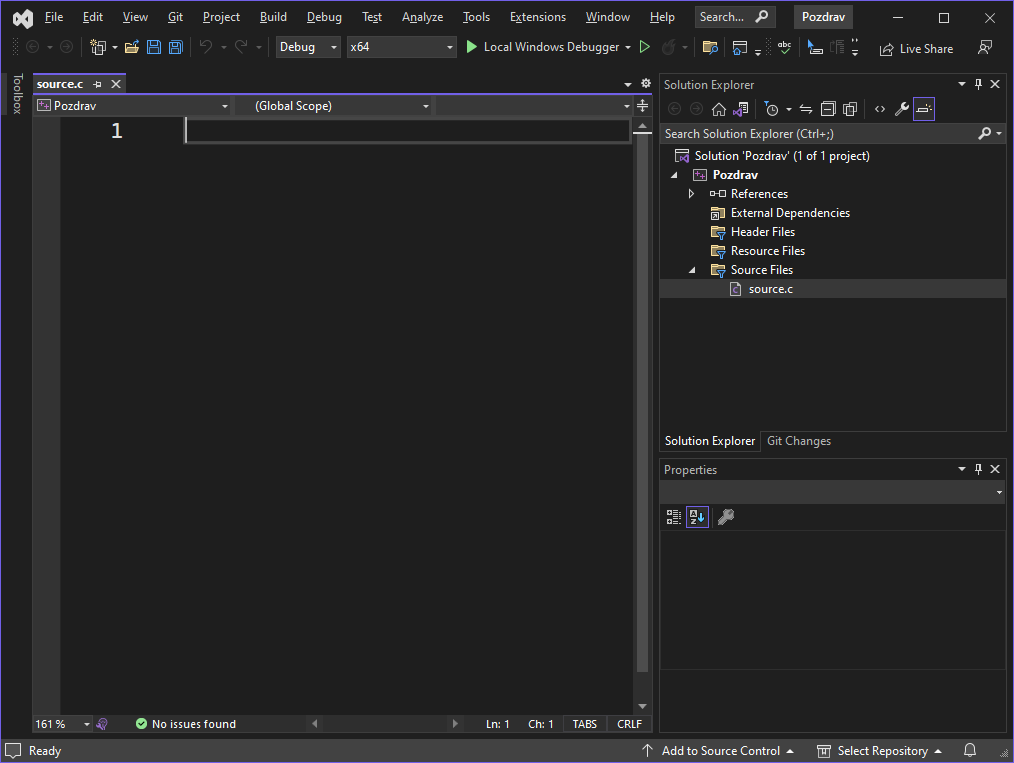 File Edit View Git Project Build Debug Test Analyze Tools Extensions Window Help Search... Pozdrav
Debug x64 Local Windows Debugger abc Live Share
Toolbox
source.c
Pozdrav (Global Scope)
1
161 % No issues found Ln: 1 Ch: 1 TABS CRLF
Solution Explorer
Search Solution Explorer (Ctrl+;)
Solution 'Pozdrav' (1 of 1 project)
Pozdrav
References
External Dependencies
Header Files
Resource Files
Source Files
source.c
Solution Explorer Git Changes
Properties
Ready Add to Source Control Select Repository